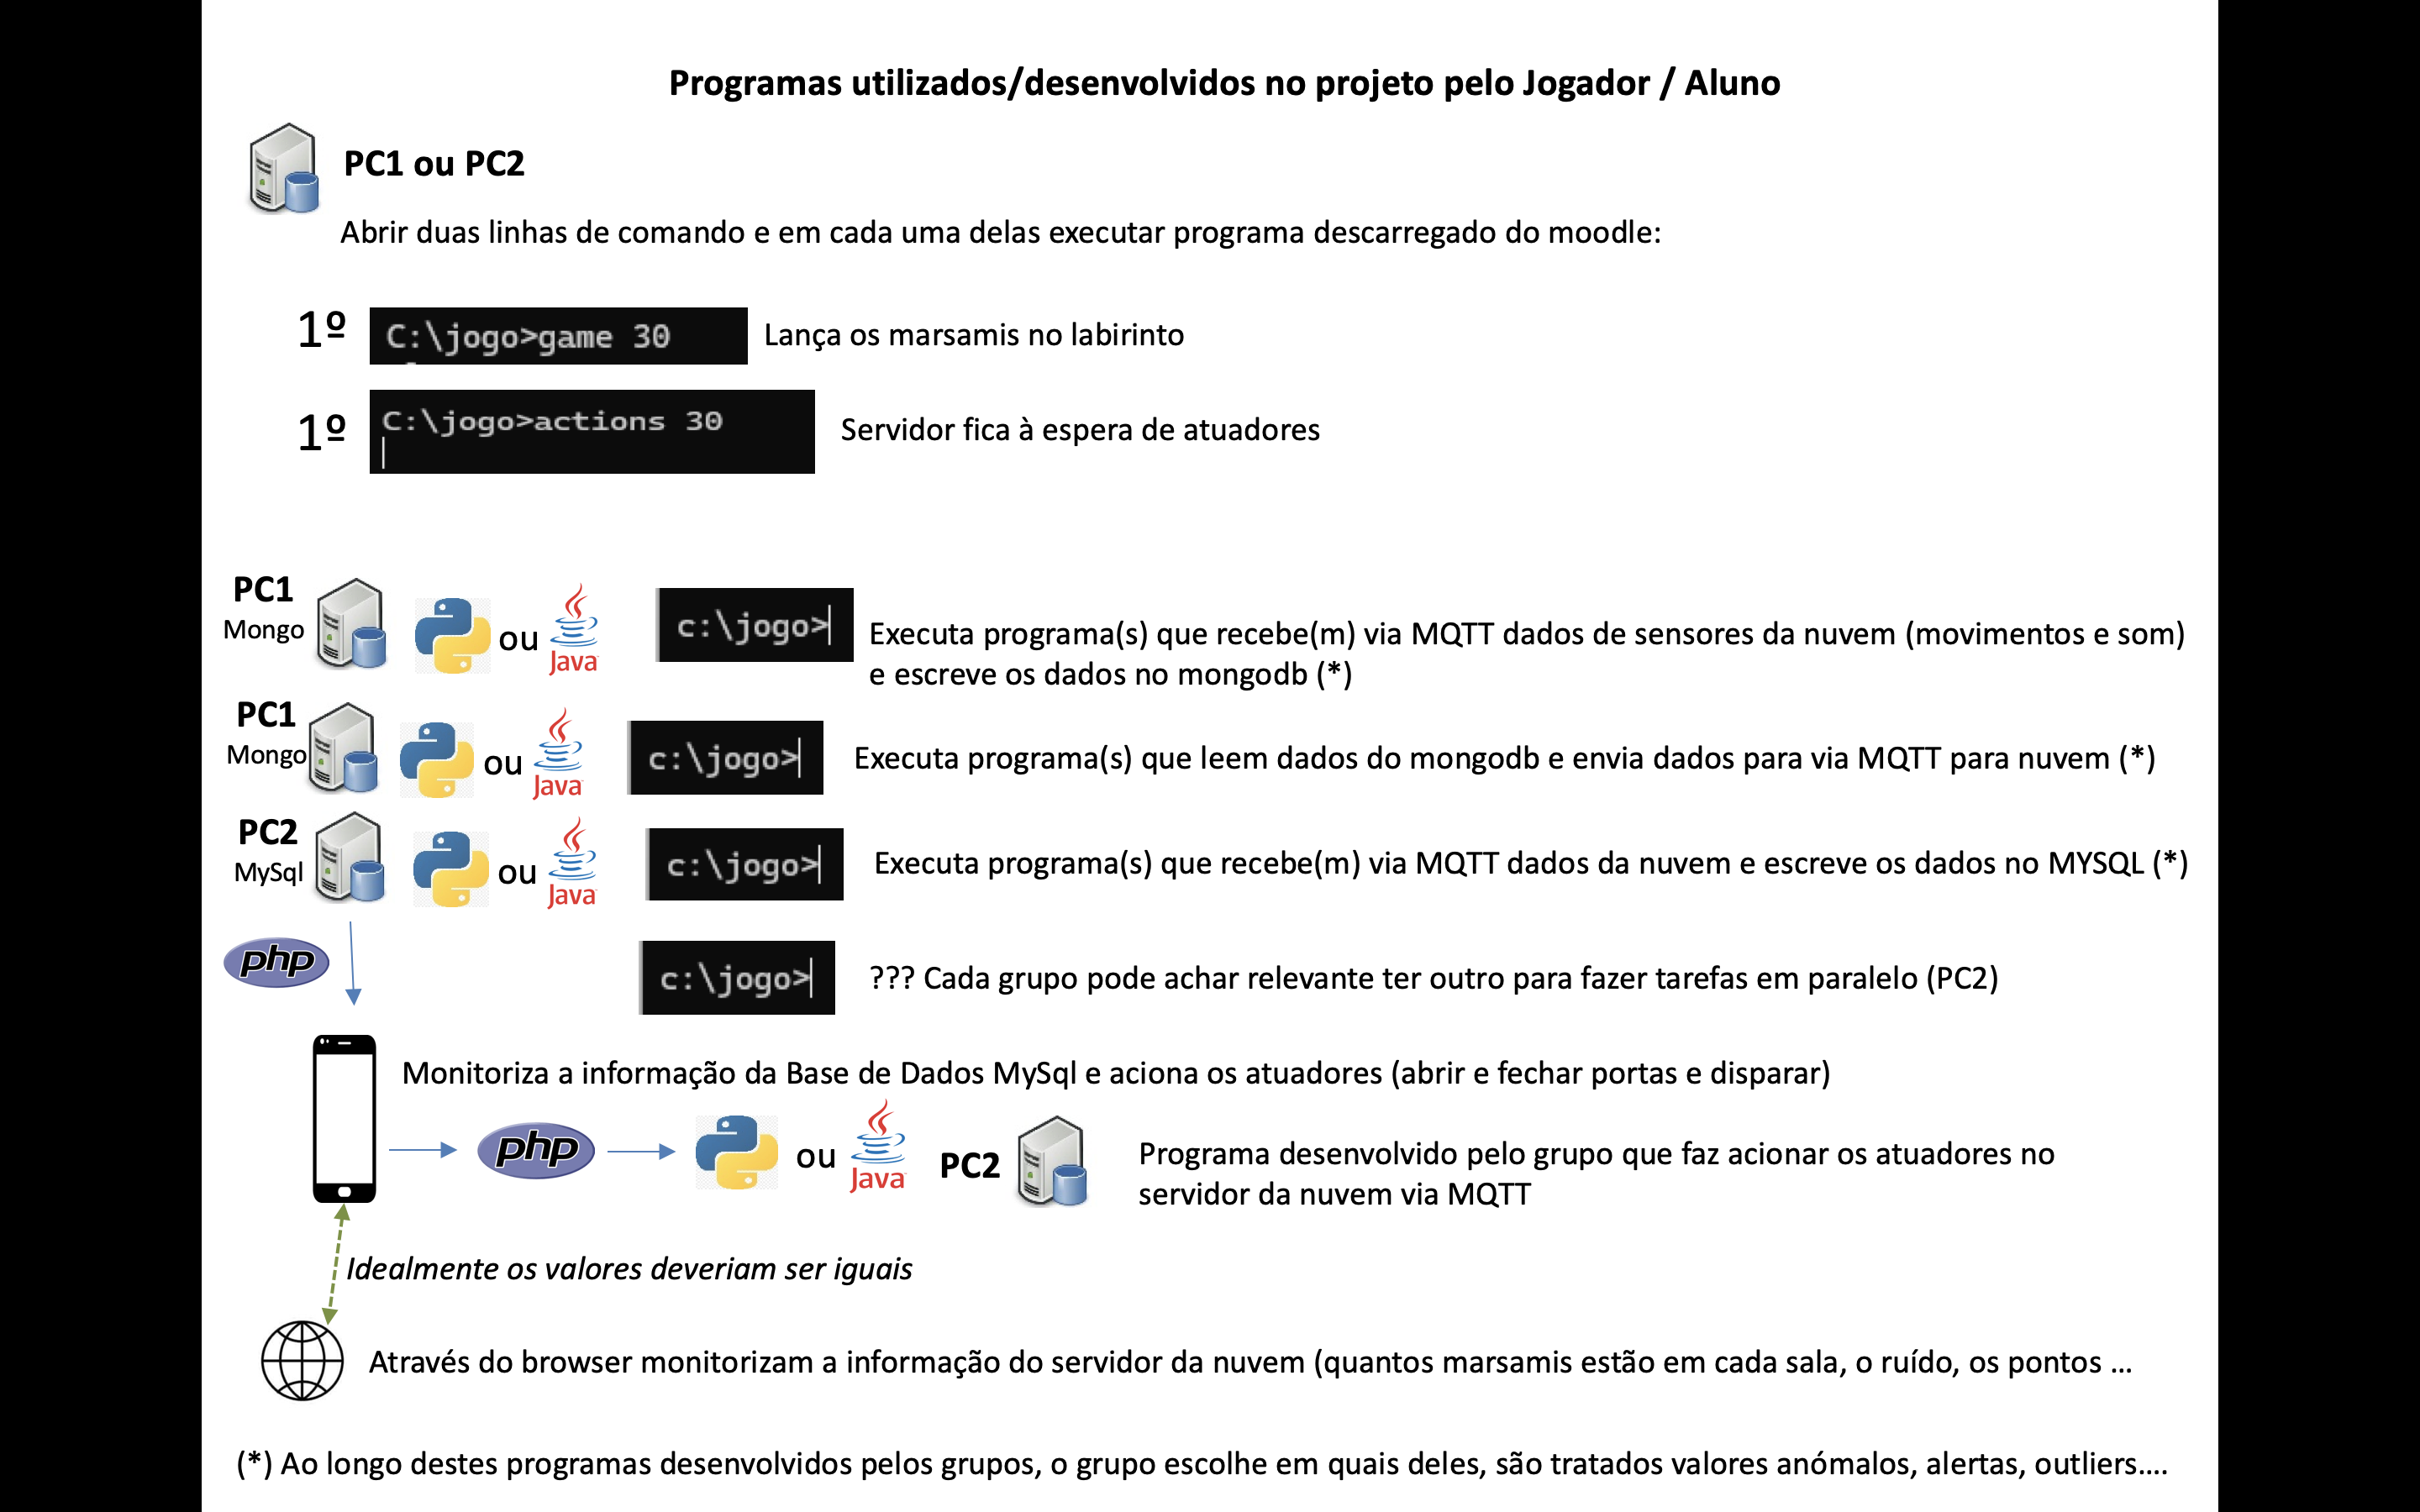 Programas utilizados/desenvolvidos no projeto pelo Jogador / Aluno
PC1 ou PC2
Abrir duas linhas de comando e em cada uma delas executar programa descarregado do moodle:
1º C:\jogo>game 30 Lança os marsamis no labirinto
1º C:\jogo>actions 30 Servidor fica à espera de atuadores
PC1
Mongo
ou
Java
c:\jogo>
Executa programa(s) que recebe(m) via MQTT dados de sensores da nuvem (movimentos e som)
e escreve os dados no mongodb (*)
PC1
Mongo
ou
Java
c:\jogo>
Executa programa(s) que leem dados do mongodb e envia dados para via MQTT para nuvem (*)
PC2
MySql
ou
Java
c:\jogo>
Executa programa(s) que recebe(m) via MQTT dados da nuvem e escreve os dados no MYSQL (*)
php
c:\jogo>
??? Cada grupo pode achar relevante ter outro para fazer tarefas em paralelo (PC2)
Monitoriza a informação da Base de Dados MySql e aciona os atuadores (abrir e fechar portas e disparar)
php
ou
Java
PC2
Programa desenvolvido pelo grupo que faz acionar os atuadores no
servidor da nuvem via MQTT
Idealmente os valores deveriam ser iguais
Através do browser monitorizam a informação do servidor da nuvem (quantos marsamis estão em cada sala, o ruído, os pontos ...
(*) Ao longo destes programas desenvolvidos pelos grupos, o grupo escolhe em quais deles, são tratados valores anómalos, alertas, outliers....